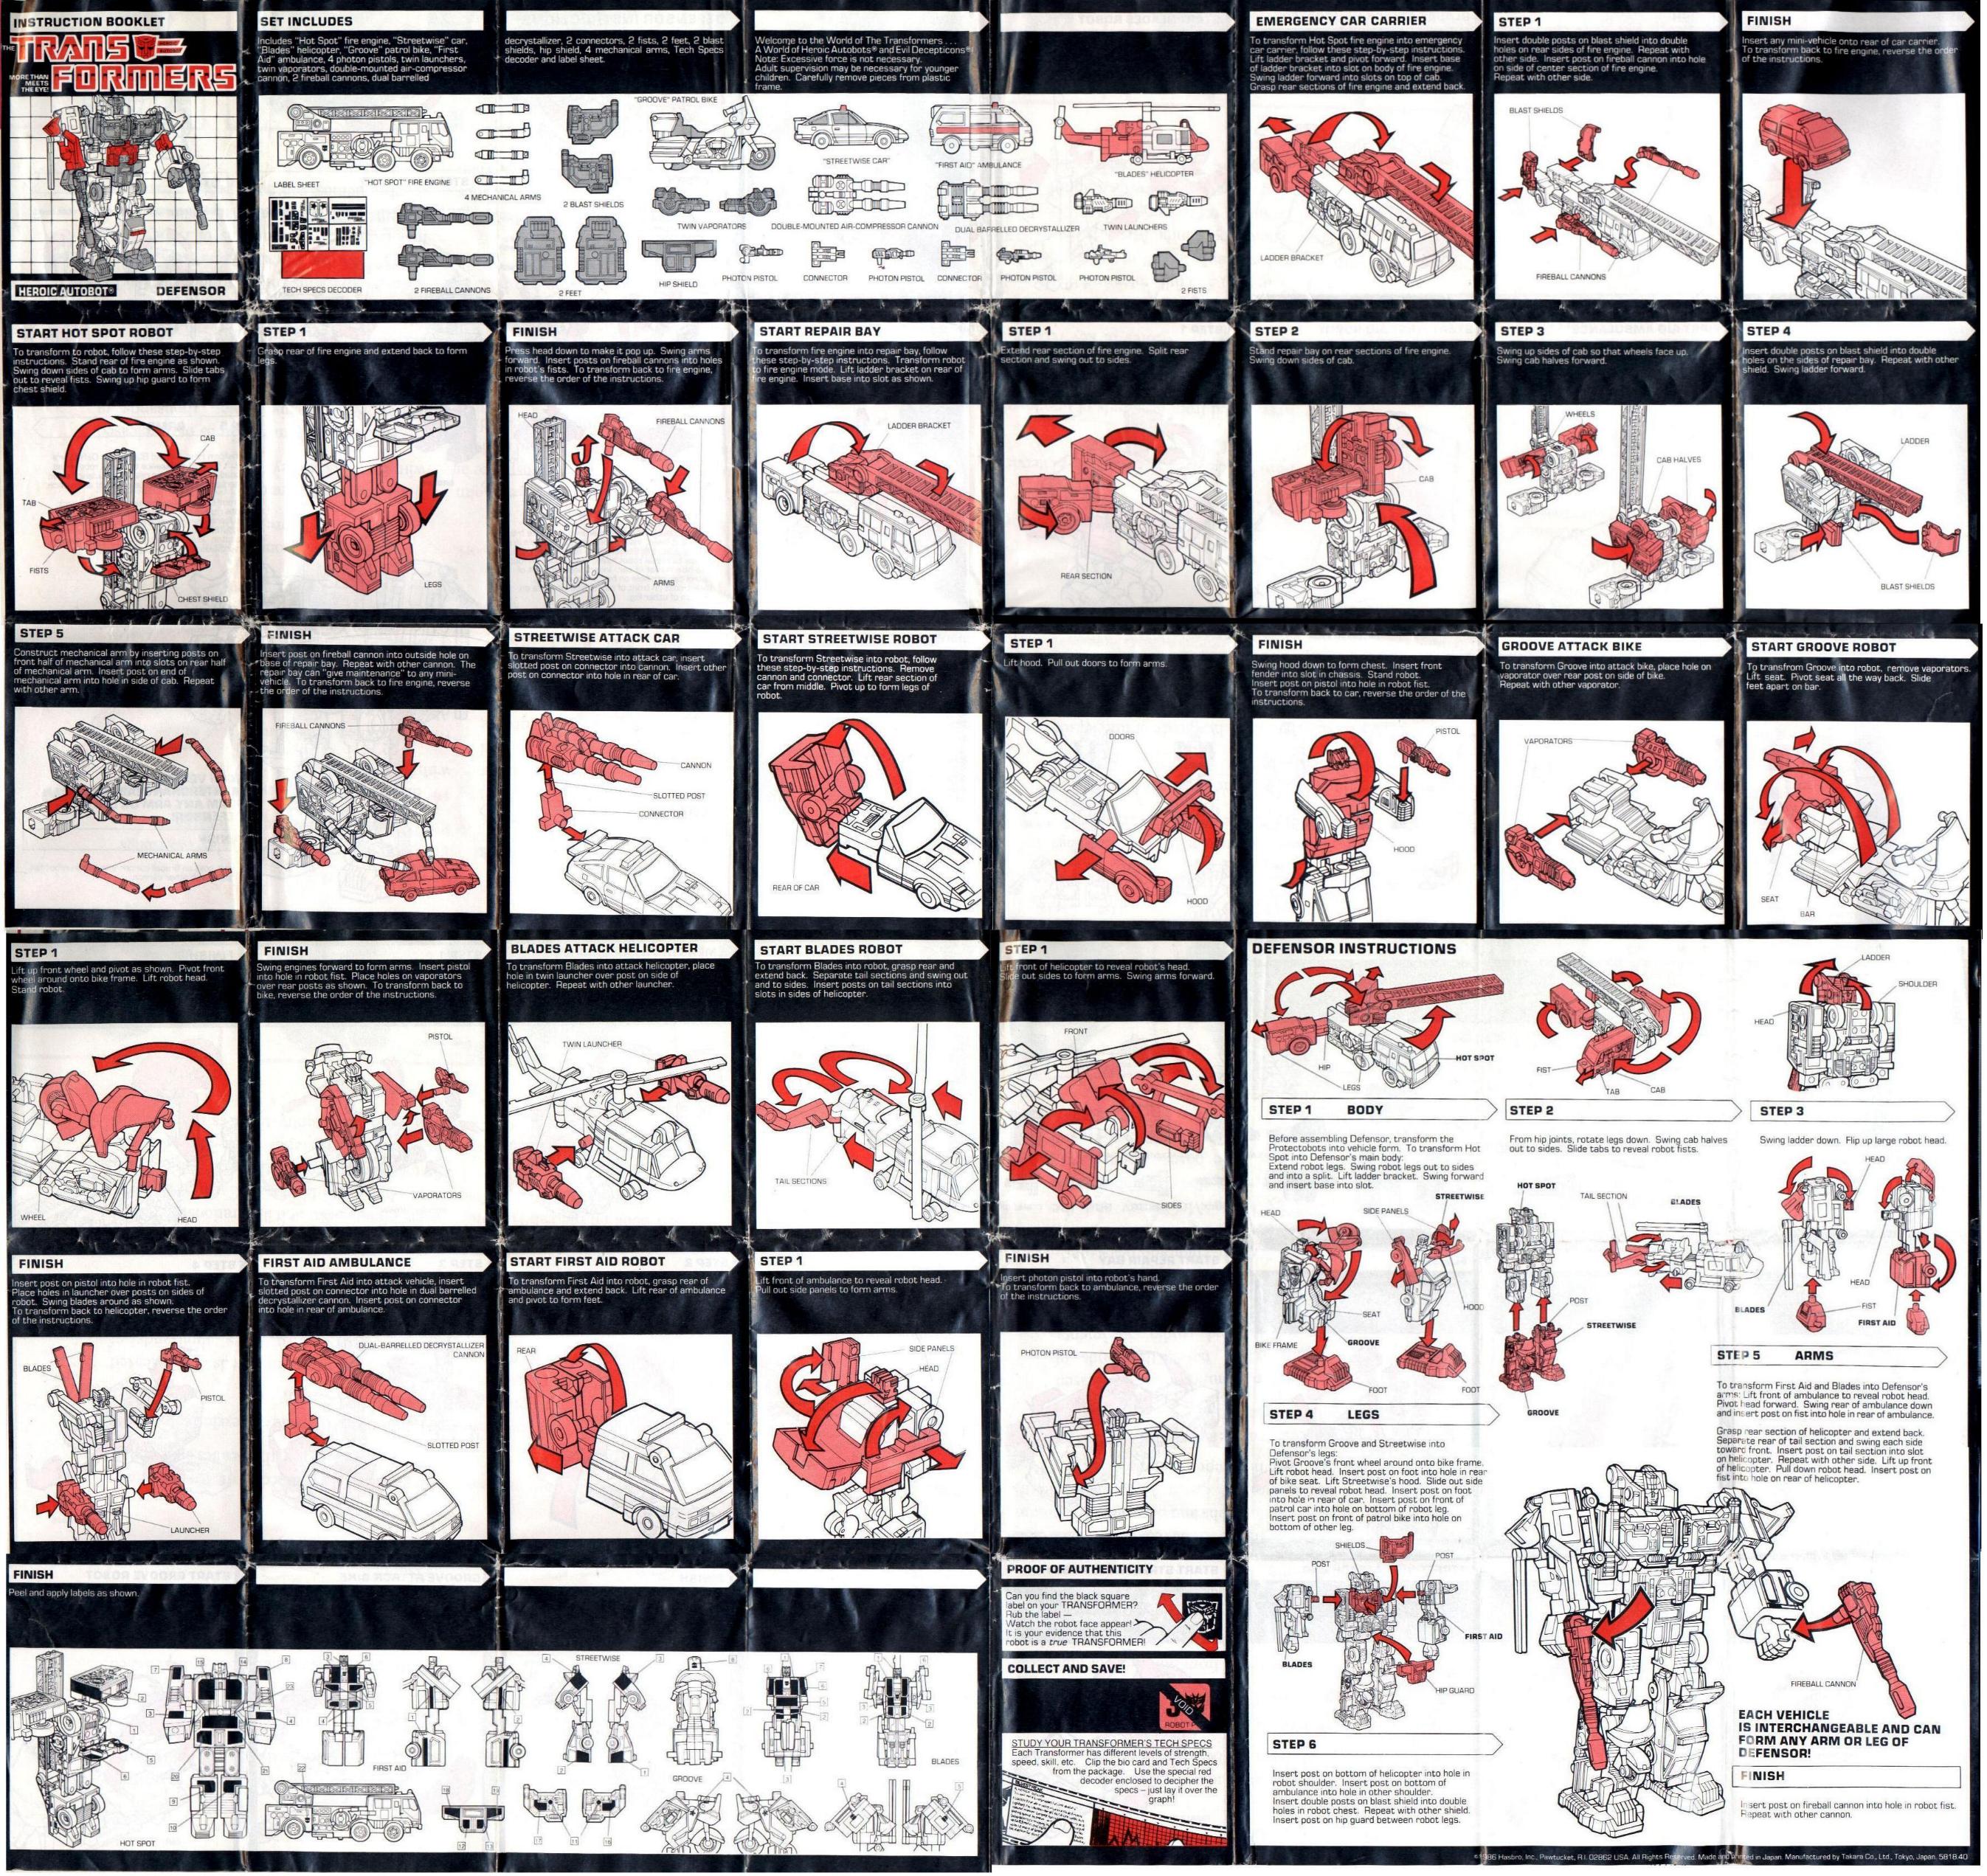 INSTRUCTION BOOKLET
THE
TRANSFORMERS
MORE THAN
MEETS
THE EYE!
HEROIC AUTOBOT® DEFENSOR
SET INCLUDES
Includes "Hot Spot" fire engine, "Streetwise" car,
"Blades" helicopter, "Groove" patrol bike, "First
Aid" ambulance, 4 photon pistols, twin launchers,
twin vaporators, double-mounted air-compressor
cannon, 2 fireball cannons, dual barrelled
decrystallizer, 2 connectors, 2 fists, 2 feet, 2 blast
shields, hip shield, 4 mechanical arms, Tech Specs
decoder and label sheet.
Welcome to the World of The Transformers . . .
A World of Heroic Autobots® and Evil Decepticons®!
Note: Excessive force is not necessary.
Adult supervision may be necessary for younger
children. Carefully remove pieces from plastic
frame.
LABEL SHEET
"HOT SPOT" FIRE ENGINE
4 MECHANICAL ARMS
2 BLAST SHIELDS
"GROOVE" PATROL BIKE
"STREETWISE CAR"
"FIRST AID" AMBULANCE
"BLADES" HELICOPTER
TWIN VAPORATORS
DOUBLE-MOUNTED AIR-COMPRESSOR CANNON
DUAL BARRELLED DECRYSTALLIZER
TWIN LAUNCHERS
TECH SPECS DECODER
2 FIREBALL CANNONS
2 FEET
HIP SHIELD
PHOTON PISTOL
CONNECTOR
PHOTON PISTOL
CONNECTOR
PHOTON PISTOL
PHOTON PISTOL
2 FISTS
EMERGENCY CAR CARRIER
To transform Hot Spot fire engine into emergency
car carrier, follow these step-by-step instructions.
Lift ladder bracket and pivot forward. Insert base
of ladder bracket into slot on body of fire engine.
Swing ladder forward into slots on top of cab.
Grasp rear sections of fire engine and extend back.
LADDER BRACKET
STEP 1
Insert double posts on blast shield into double
holes on rear sides of fire engine. Repeat with
other side. Insert post on fireball cannon into hole
on side of center section of fire engine.
Repeat with other side.
BLAST SHIELDS
FIREBALL CANNONS
FINISH
Insert any mini-vehicle onto rear of car carrier.
To transform back to fire engine, reverse the order
of the instructions.
START HOT SPOT ROBOT
To transform to robot, follow these step-by-step
instructions. Stand rear of fire engine as shown.
Swing down sides of cab to form arms. Slide tabs
out to reveal fists. Swing up hip guard to form
chest shield.
CAB
TAB
FISTS
CHEST SHIELD
STEP 1
Grasp rear of fire engine and extend back to form
legs.
LEGS
FINISH
Press head down to make it pop up. Swing arms
forward. Insert posts on fireball cannons into holes
in robot's fists. To transform back to fire engine,
reverse the order of the instructions.
HEAD
FIREBALL CANNONS
ARMS
START REPAIR BAY
To transform fire engine into repair bay, follow
these step-by-step instructions. Transform robot
to fire engine mode. Lift ladder bracket on rear of
fire engine. Insert base into slot as shown.
LADDER BRACKET
STEP 1
Extend rear section of fire engine. Split rear
section and swing out to sides.
REAR SECTION
STEP 2
Stand repair bay on rear sections of fire engine.
Swing down sides of cab.
CAB
STEP 3
Swing up sides of cab so that wheels face up.
Swing cab halves forward.
WHEELS
CAB HALVES
STEP 4
Insert double posts on blast shield into double
holes on the sides of repair bay. Repeat with other
shield. Swing ladder forward.
LADDER
BLAST SHIELDS
STEP 5
Construct mechanical arm by inserting posts on
front half of mechanical arm into slots on rear half
of mechanical arm. Insert post on end of
mechanical arm into hole in side of cab. Repeat
with other arm.
MECHANICAL ARMS
FINISH
Insert post on fireball cannon into outside hole on
base of repair bay. Repeat with other cannon. The
repair bay can "give maintenance" to any mini-
vehicle. To transform back to fire engine, reverse
the order of the instructions.
FIREBALL CANNONS
STREETWISE ATTACK CAR
To transform Streetwise into attack car, insert
slotted post on connector into cannon. Insert other
post on connector into hole in rear of car.
CANNON
SLOTTED POST
CONNECTOR
START STREETWISE ROBOT
To transform Streetwise into robot, follow
these step-by-step instructions. Remove
cannon and connector. Lift rear section of
car from middle. Pivot up to form legs of
robot.
REAR OF CAR
STEP 1
Lift hood. Pull out doors to form arms.
DOORS
HOOD
FINISH
Swing hood down to form chest. Insert front
fender into slot in chassis. Stand robot.
Insert post on pistol into hole in robot fist.
To transform back to car, reverse the order of the
instructions.
PISTOL
HOOD
GROOVE ATTACK BIKE
To transform Groove into attack bike, place hole on
vaporator over rear post on side of bike.
Repeat with other vaporator.
VAPORATORS
START GROOVE ROBOT
To transform Groove into robot, remove vaporators.
Lift seat. Pivot seat all the way back. Slide
feet apart on bar.
SEAT
BAR
STEP 1
Lift up front wheel and pivot as shown. Pivot front
wheel around onto bike frame. Lift robot head.
Stand robot.
WHEEL
HEAD
FINISH
Swing engines forward to form arms. Insert pistol
into hole in robot fist. Place holes on vaporators
over rear posts as shown. To transform back to
bike, reverse the order of the instructions.
PISTOL
VAPORATORS
BLADES ATTACK HELICOPTER
To transform Blades into attack helicopter, place
hole in twin launcher over post on side of
helicopter. Repeat with other launcher.
TWIN LAUNCHER
START BLADES ROBOT
To transform Blades into robot, grasp rear and
extend back. Separate tail sections and swing out
and to sides. Insert posts on tail sections into
slots in sides of helicopter.
TAIL SECTIONS
STEP 1
Lift front of helicopter to reveal robot's head.
Slide out sides to form arms. Swing arms forward.
FRONT
SIDES
FINISH
Insert post on pistol into hole in robot fist.
Place holes in launcher over posts on sides of
robot. Swing blades around as shown.
To transform back to helicopter, reverse the order
of the instructions.
BLADES
PISTOL
LAUNCHER
FIRST AID AMBULANCE
To transform First Aid into attack vehicle, insert
slotted post on connector into hole in dual barrelled
decrystallizer cannon. Insert post on connector
into hole in rear of ambulance.
DUAL-BARRELLED DECRYSTALLIZER
CANNON
SLOTTED POST
START FIRST AID ROBOT
To transform First Aid into robot, grasp rear of
ambulance and extend back. Lift rear of ambulance
and pivot to form feet.
REAR
STEP 1
Lift front of ambulance to reveal robot head.
Pull out side panels to form arms.
SIDE PANELS
HEAD
FINISH
Insert photon pistol into robot's hand.
To transform back to ambulance, reverse the order
of the instructions.
PHOTON PISTOL
FINISH
Peel and apply labels as shown.
HOT SPOT
FIRST AID
STREETWISE
GROOVE
BLADES
PROOF OF AUTHENTICITY
Can you find the black square
label on your TRANSFORMER?
Rub the label —
Watch the robot face appear!
It is your evidence that this
robot is a true TRANSFORMER!
COLLECT AND SAVE!
VOID
STUDY YOUR TRANSFORMER'S TECH SPECS
Each Transformer has different levels of strength,
speed, skill, etc. Clip the bio card and Tech Specs
from the package. Use the special red
decoder enclosed to decipher the
specs – just lay it over the
graph!
DEFENSOR INSTRUCTIONS
HOT SPOT
HIP
LEGS
FIST
TAB
CAB
LADDER
SHOULDER
HEAD
STEP 1 BODY
Before assembling Defensor, transform the
Protectobots into vehicle form. To transform Hot
Spot into Defensor's main body:
Extend robot legs. Swing robot legs out to sides
and into a split. Lift ladder bracket. Swing forward
and insert base into slot.
STEP 2
From hip joints, rotate legs down. Swing cab halves
out to sides. Slide tabs to reveal robot fists.
STEP 3
Swing ladder down. Flip up large robot head.
HEAD
SIDE PANELS
STREETWISE
SEAT
HOOD
BIKE FRAME
GROOVE
FOOT
FOOT
HOT SPOT
POST
STREETWISE
GROOVE
TAIL SECTION
BLADES
HEAD
HEAD
BLADES
FIST
FIRST AID
STEP 4 LEGS
To transform Groove and Streetwise into
Defensor's legs:
Pivot Groove's front wheel around onto bike frame.
Lift robot head. Insert post on foot into hole in rear
of bike seat. Lift Streetwise's hood. Slide out side
panels to reveal robot head. Insert post on foot
into hole in rear of car. Insert post on front of
patrol car into hole on bottom of robot leg.
Insert post on front of patrol bike into hole on
bottom of other leg.
STEP 5 ARMS
To transform First Aid and Blades into Defensor's
arms: Lift front of ambulance to reveal robot head.
Pivot head forward. Swing rear of ambulance down
and insert post on fist into hole in rear of ambulance.
Grasp rear section of helicopter and extend back.
Separate rear of tail section and swing each side
toward front. Insert post on tail section into slot
on helicopter. Repeat with other side. Lift up front
of helicopter. Pull down robot head. Insert post on
fist into hole on rear of helicopter.
SHIELDS
POST
POST
BLADES
FIRST AID
HIP GUARD
STEP 6
Insert post on bottom of helicopter into hole in
robot shoulder. Insert post on bottom of
ambulance into hole in other shoulder.
Insert double posts on blast shield into double
holes in robot chest. Repeat with other shield.
Insert post on hip guard between robot legs.
FIREBALL CANNON
EACH VEHICLE
IS INTERCHANGEABLE AND CAN
FORM ANY ARM OR LEG OF
DEFENSOR!
FINISH
Insert post on fireball cannon into hole in robot fist.
Repeat with other cannon.
©1986 Hasbro, Inc., Pawtucket, R.I. 02862 USA. All Rights Reserved. Made and printed in Japan. Manufactured by Takara Co., Ltd., Tokyo, Japan. 5818.40